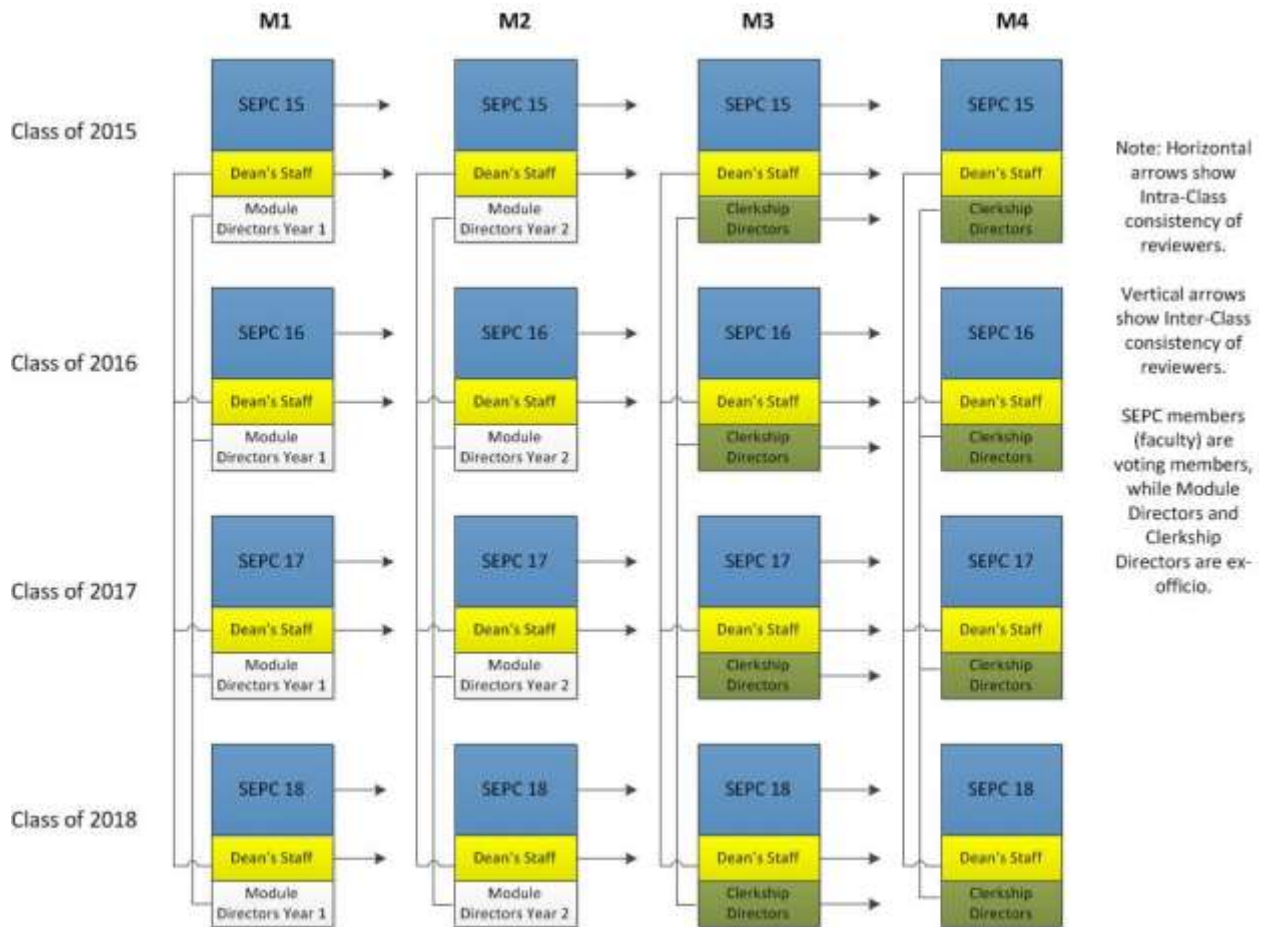 M1 M2 M3 M4
Class of 2015
SEPC 15 SEPC 15 SEPC 15 SEPC 15
Dean's Staff Dean's Staff Dean's Staff Dean's Staff
Module Module Clerkship Clerkship
Directors Year 1 Directors Year 2 Directors Directors
Class of 2016
SEPC 16 SEPC 16 SEPC 16 SEPC 16
Dean's Staff Dean's Staff Dean's Staff Dean's Staff
Module Module Clerkship Clerkship
Directors Year 1 Directors Year 2 Directors Directors
Class of 2017
SEPC 17 SEPC 17 SEPC 17 SEPC 17
Dean's Staff Dean's Staff Dean's Staff Dean's Staff
Module Module Clerkship Clerkship
Directors Year 1 Directors Year 2 Directors Directors
Class of 2018
SEPC 18 SEPC 18 SEPC 18 SEPC 18
Dean's Staff Dean's Staff Dean's Staff Dean's Staff
Module Module Clerkship Clerkship
Directors Year 1 Directors Year 2 Directors Directors
Note: Horizontal
arrows show
Intra-Class
consistency of
reviewers.
Vertical arrows
show Inter-Class
consistency of
reviewers.
SEPC members
(faculty) are
voting members,
while Module
Directors and
Clerkship
Directors are ex-
officio.